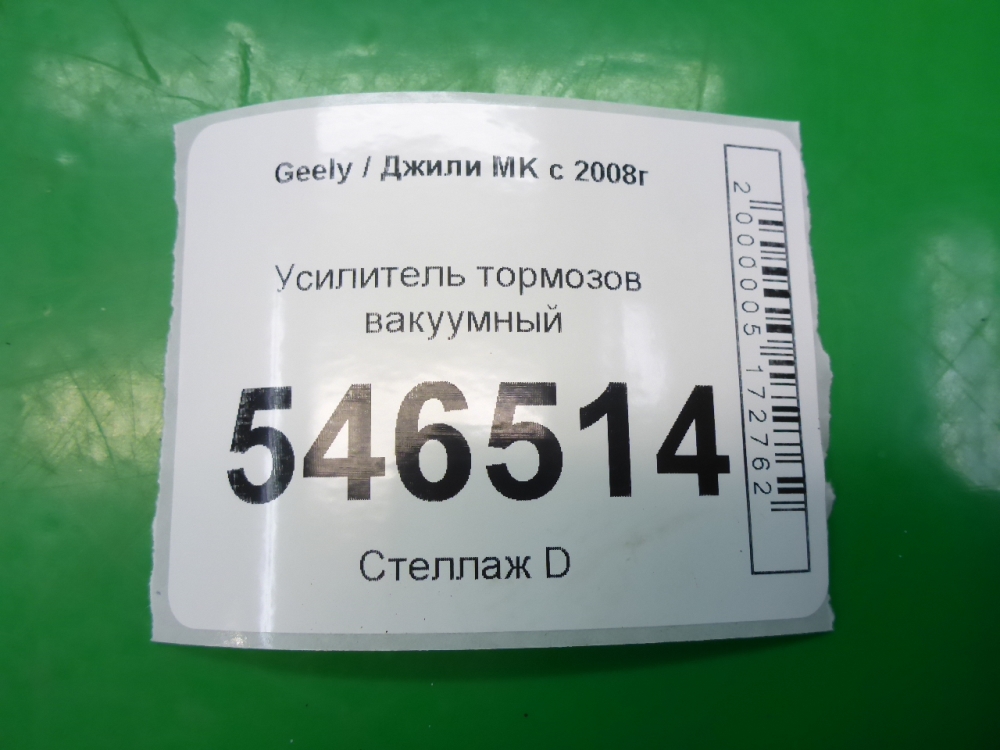 Geely / Джили МК с 2008г
Усилитель тормозов
вакуумный
546514
Стеллаж D
2000005172762